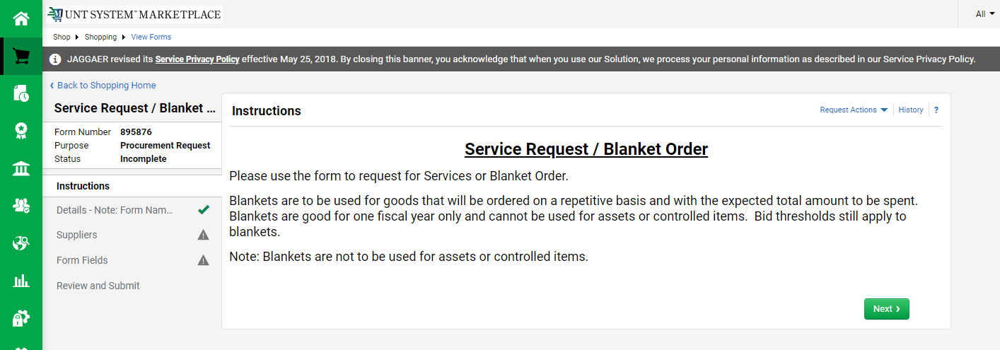 UNT SYSTEM™ MARKETPLACE
All
Shop Shopping View Forms
JAGGAER revised its Service Privacy Policy effective May 25, 2018. By closing this banner, you acknowledge that when you use our Solution, we process your personal information as described in our Service Privacy Policy.
Back to Shopping Home
Service Request / Blanket ...
Form Number 895876
Purpose Procurement Request
Status Incomplete
Instructions
Details - Note: Form Nam...
Suppliers
Form Fields
Review and Submit
Instructions
Request Actions History ?
Service Request / Blanket Order
Please use the form to request for Services or Blanket Order.
Blankets are to be used for goods that will be ordered on a repetitive basis and with the expected total amount to be spent.
Blankets are good for one fiscal year only and cannot be used for assets or controlled items. Bid thresholds still apply to
blankets.
Note: Blankets are not to be used for assets or controlled items.
Next ›